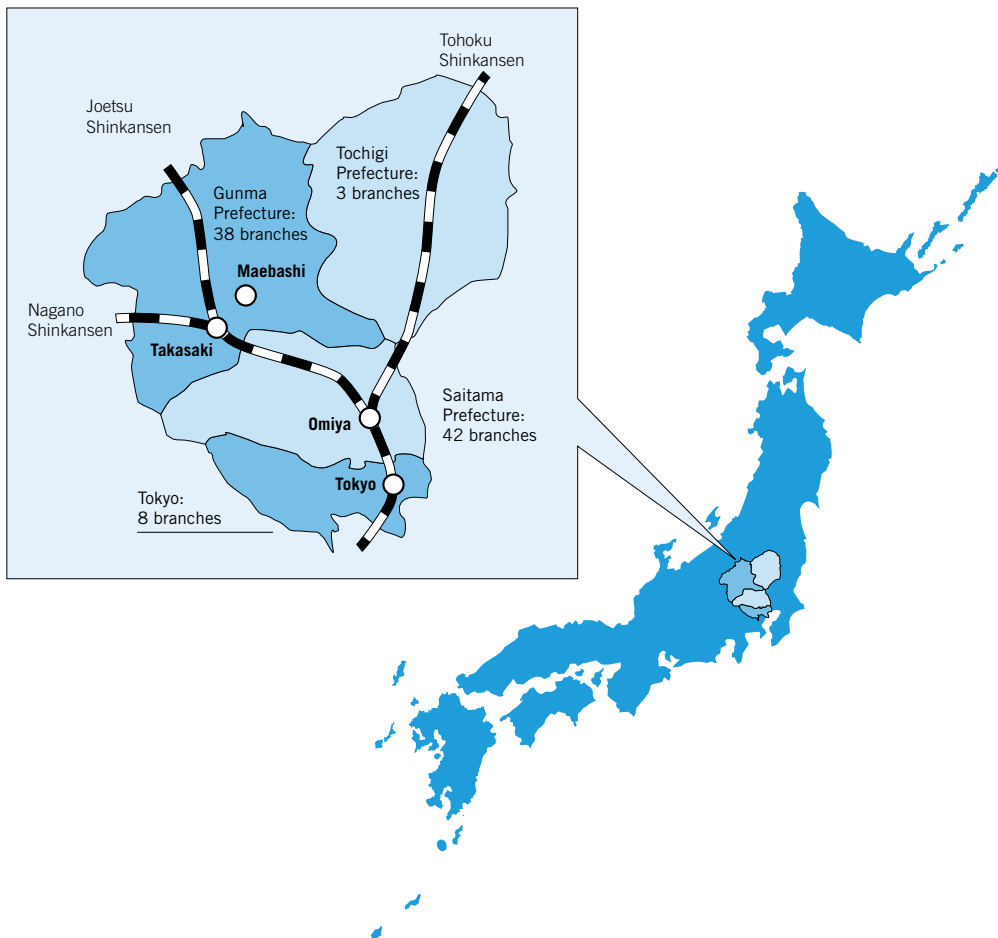 Tohoku
Shinkansen
Joetsu
Shinkansen
Tochigi
Prefecture:
3 branches
Gunma
Prefecture:
38 branches
Maebashi
Nagano
Shinkansen
Takasaki
Saitama
Prefecture:
42 branches
Omiya
Tokyo
Tokyo:
8 branches